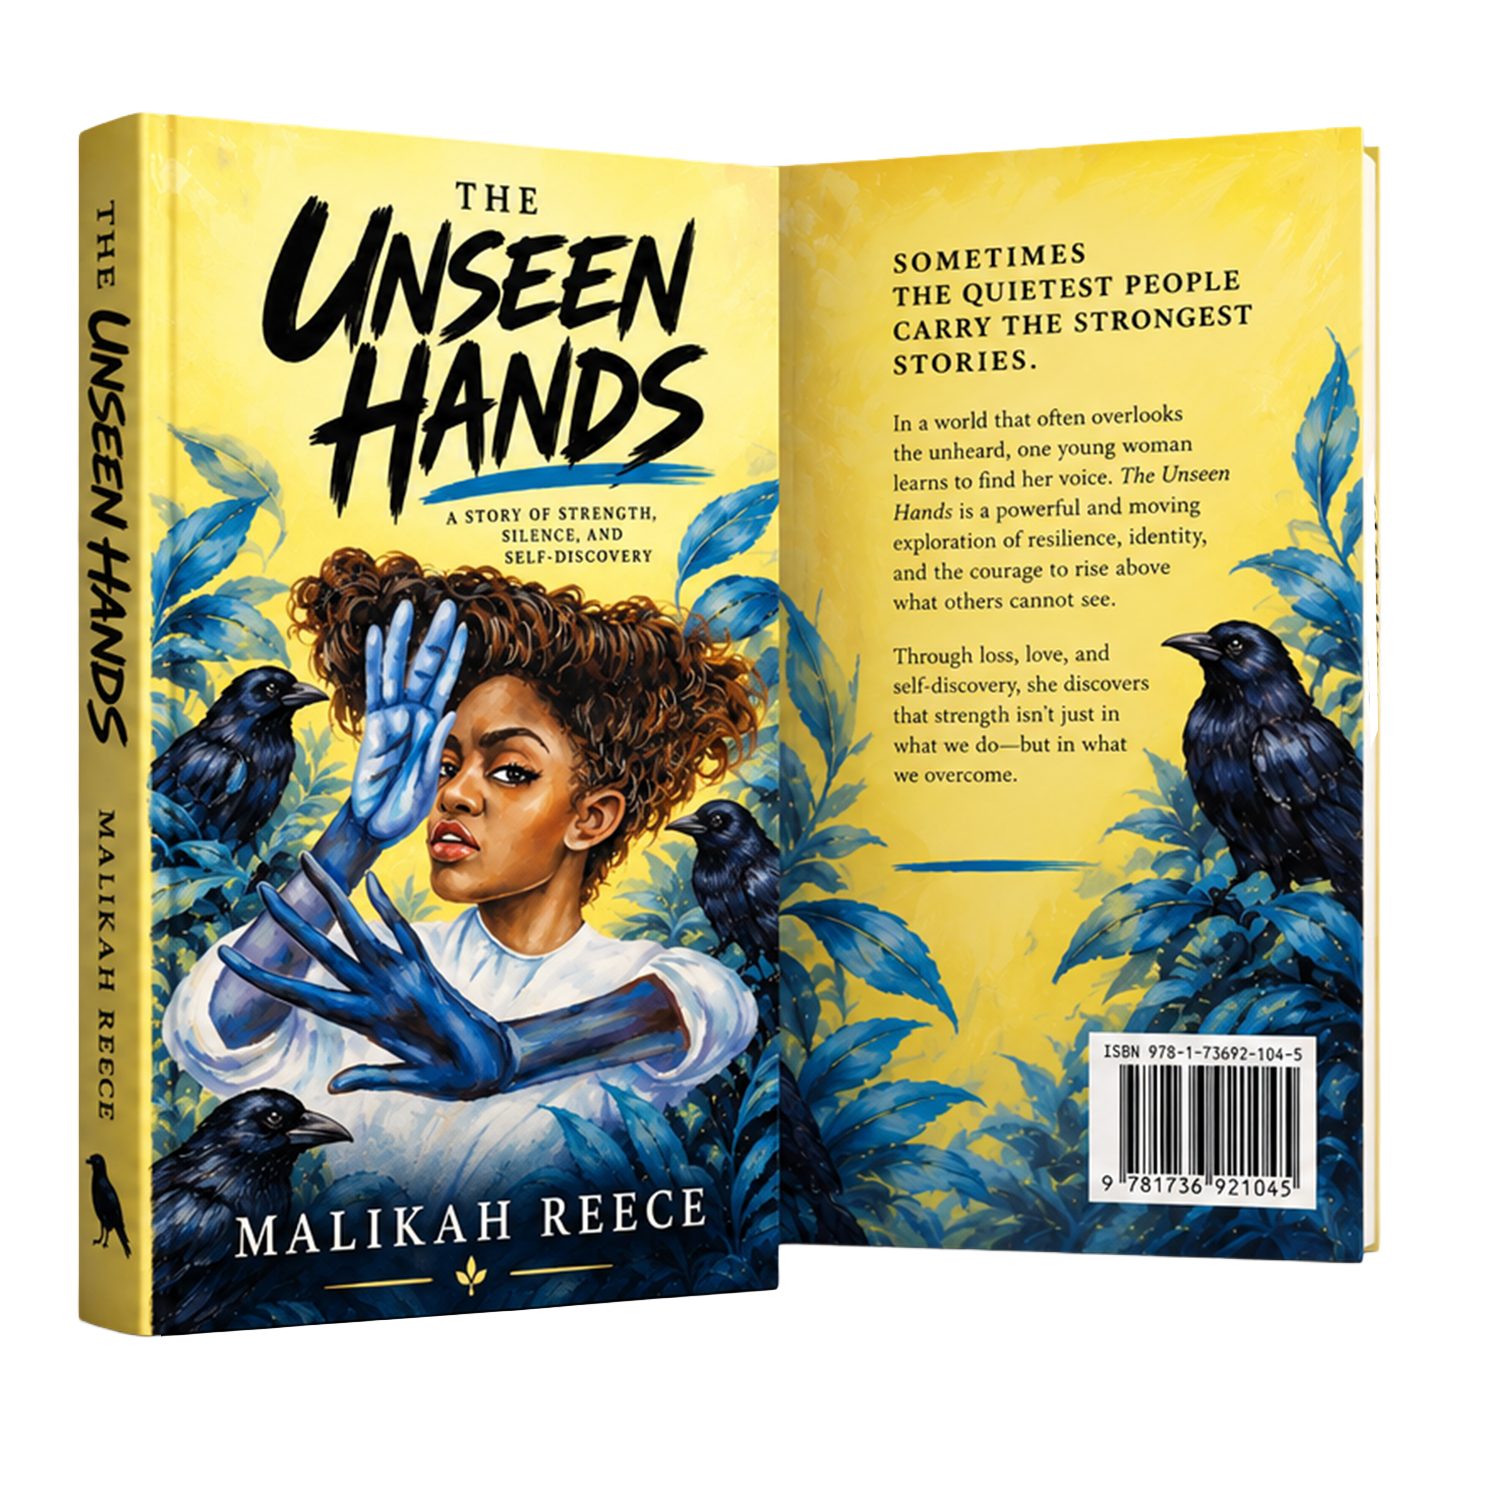 THE UNSEEN HANDS
MALIKAH REECE
THE
UNSEEN
HANDS
A STORY OF STRENGTH,
SILENCE, AND
SELF-DISCOVERY
MALIKAH REECE
SOMETIMES
THE QUIETEST PEOPLE
CARRY THE STRONGEST
STORIES.
In a world that often overlooks
the unheard, one young woman
learns to find her voice. The Unseen
Hands is a powerful and moving
exploration of resilience, identity,
and the courage to rise above
what others cannot see.
Through loss, love, and
self-discovery, she discovers
that strength isn't just in
what we do—but in what
we overcome.
ISBN 978-1-73692-104-5
9 781736 921045